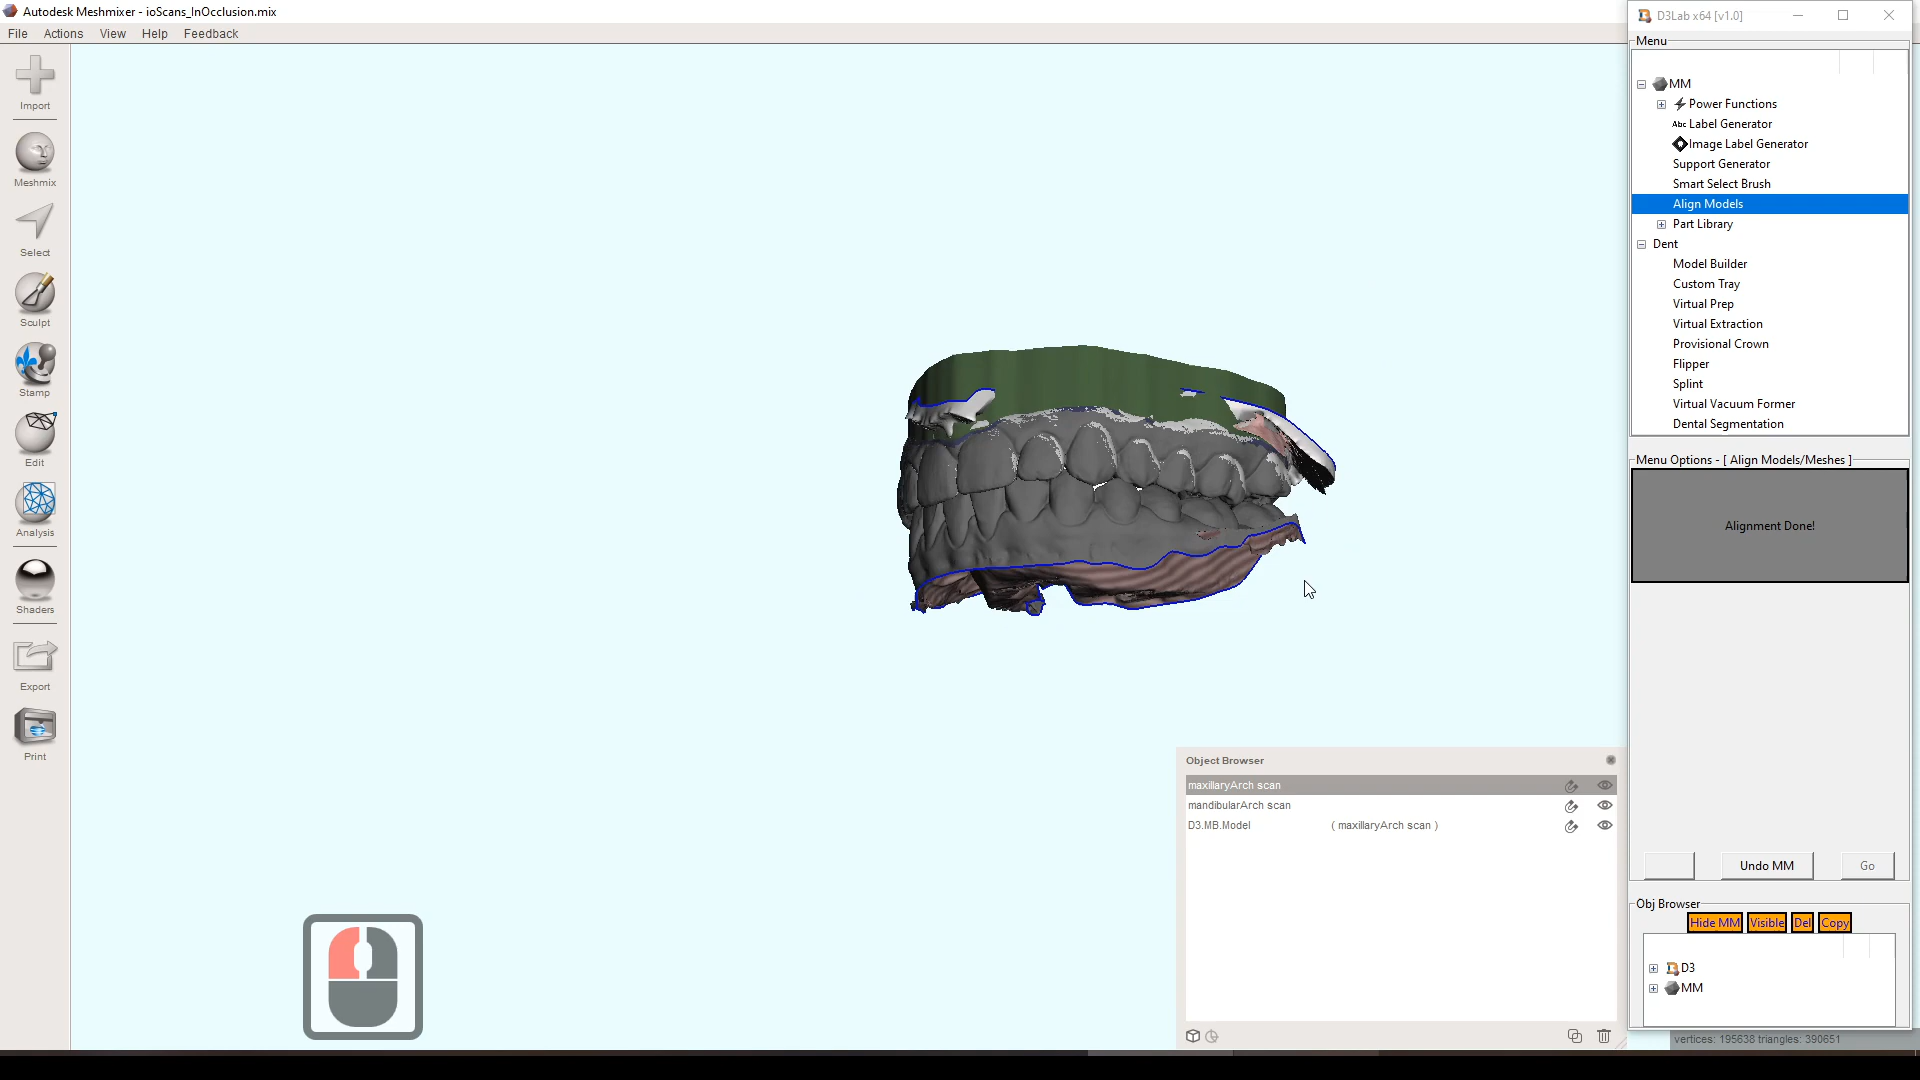 Autodesk Meshmixer - ioScans_InOcclusion.mix
File Actions View Help Feedback
Import
Meshmix
Select
Sculpt
Stamp
Edit
Analysis
Shaders
Export
Print
Object Browser
maxillaryArch scan
mandibularArch scan
D3.MB.Model ( maxillaryArch scan )
D3Lab x64 [v1.0]
Menu
MM
Power Functions
Abc Label Generator
Image Label Generator
Support Generator
Smart Select Brush
Align Models
Part Library
Dent
Model Builder
Custom Tray
Virtual Prep
Virtual Extraction
Provisional Crown
Flipper
Splint
Virtual Vacuum Former
Dental Segmentation
Menu Options - [ Align Models/Meshes ]
Alignment Done!
Undo MM Go
Obj Browser
Hide MM Visible Del Copy
D3
MM
vertices: 195638 triangles: 390651